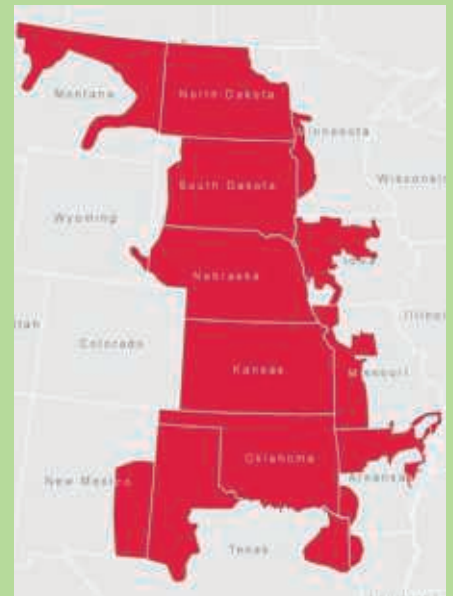 Montana
North Dakota
Minnesota
South Dakota
Wisconsin
Wyoming
Iowa
Nebraska
Illinois
Utah
Colorado
Kansas
Missouri
Oklahoma
New Mexico
Arkansas
Texas